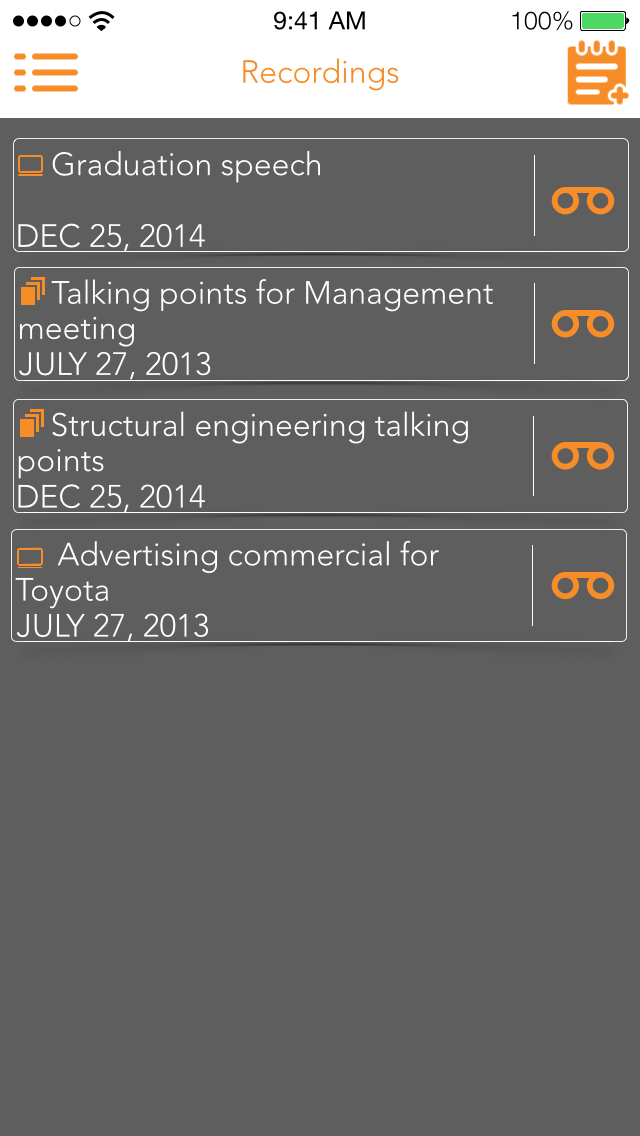 9:41 AM 100%
Recordings
Graduation speech
DEC 25, 2014
Talking points for Management
meeting
JULY 27, 2013
Structural engineering talking
points
DEC 25, 2014
Advertising commercial for
Toyota
JULY 27, 2013